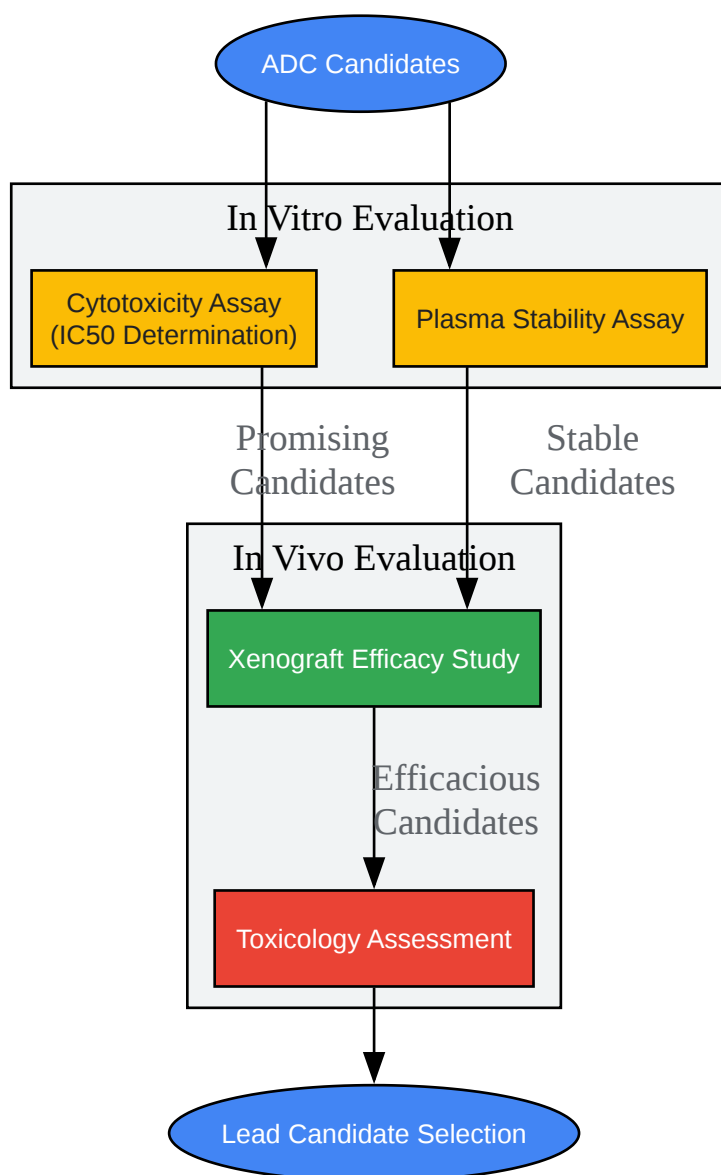 ADC Candidates
In Vitro Evaluation
Cytotoxicity Assay
(IC50 Determination)
Plasma Stability Assay
Promising
Candidates
Stable
Candidates
In Vivo Evaluation
Xenograft Efficacy Study
Efficacious
Candidates
Toxicology Assessment
Lead Candidate Selection